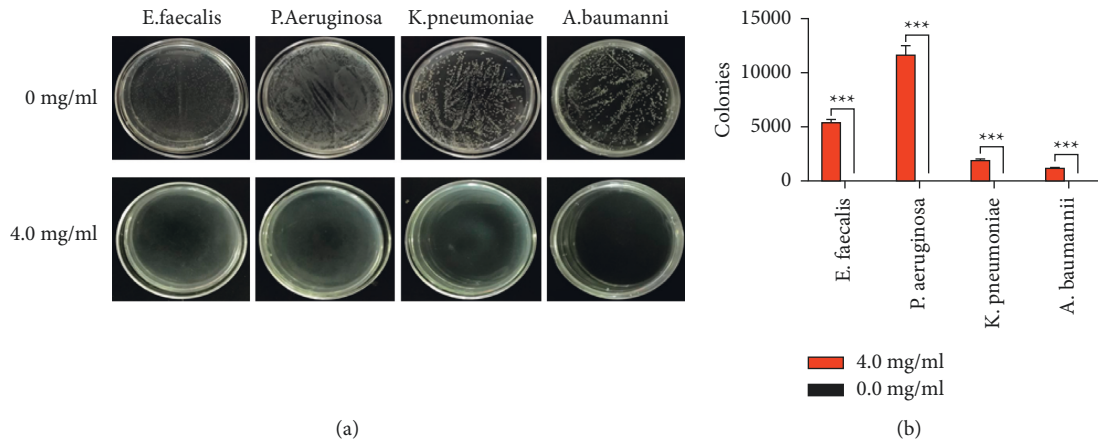 E.faecalis P.Aeruginosa K.pneumoniae A.baumanni
0 mg/ml
4.0 mg/ml
(a)
15000
10000
5000
0
Colonies
***
***
***
***
E. faecalis
P. aeruginosa
K. pneumoniae
A. baumannii
4.0 mg/ml
0.0 mg/ml
(b)